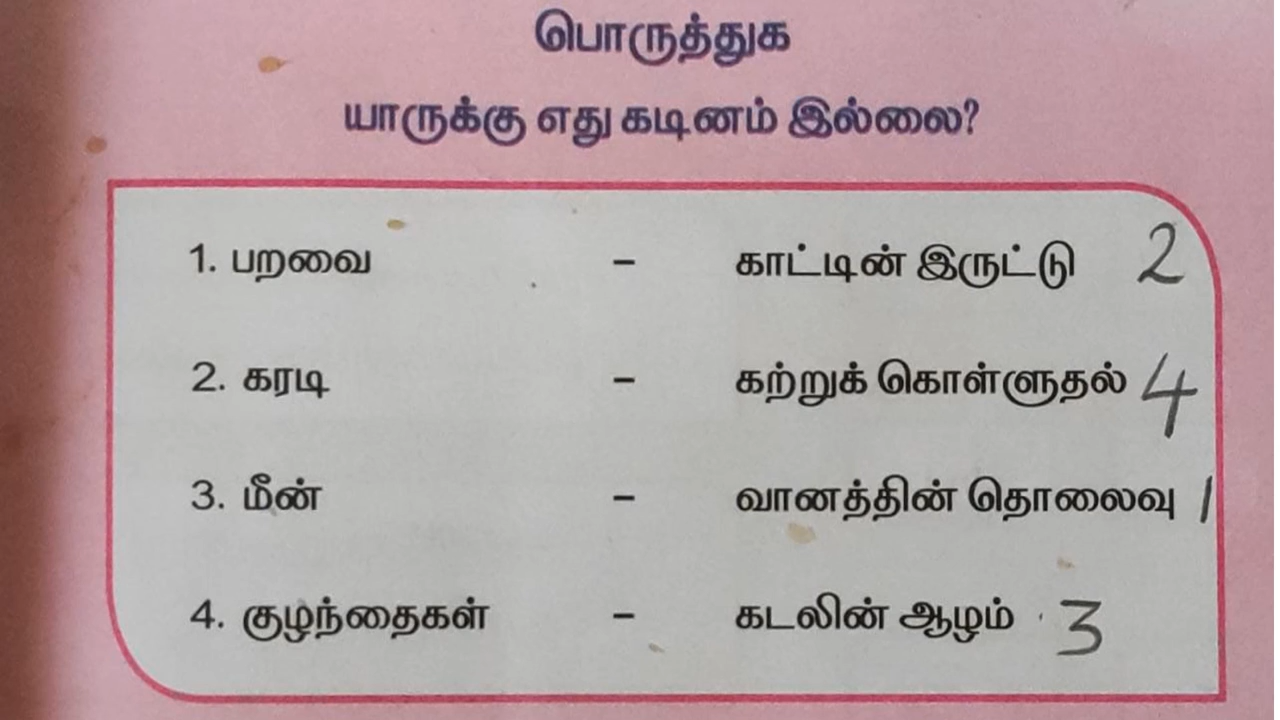 பொருத்துக
யாருக்கு எது கடினம் இல்லை?
1. பறவை – காட்டின் இருட்டு 2
2. கரடி – கற்றுக் கொள்ளுதல் 4
3. மீன் – வானத்தின் தொலைவு 1
4. குழந்தைகள் – கடலின் ஆழம் 3